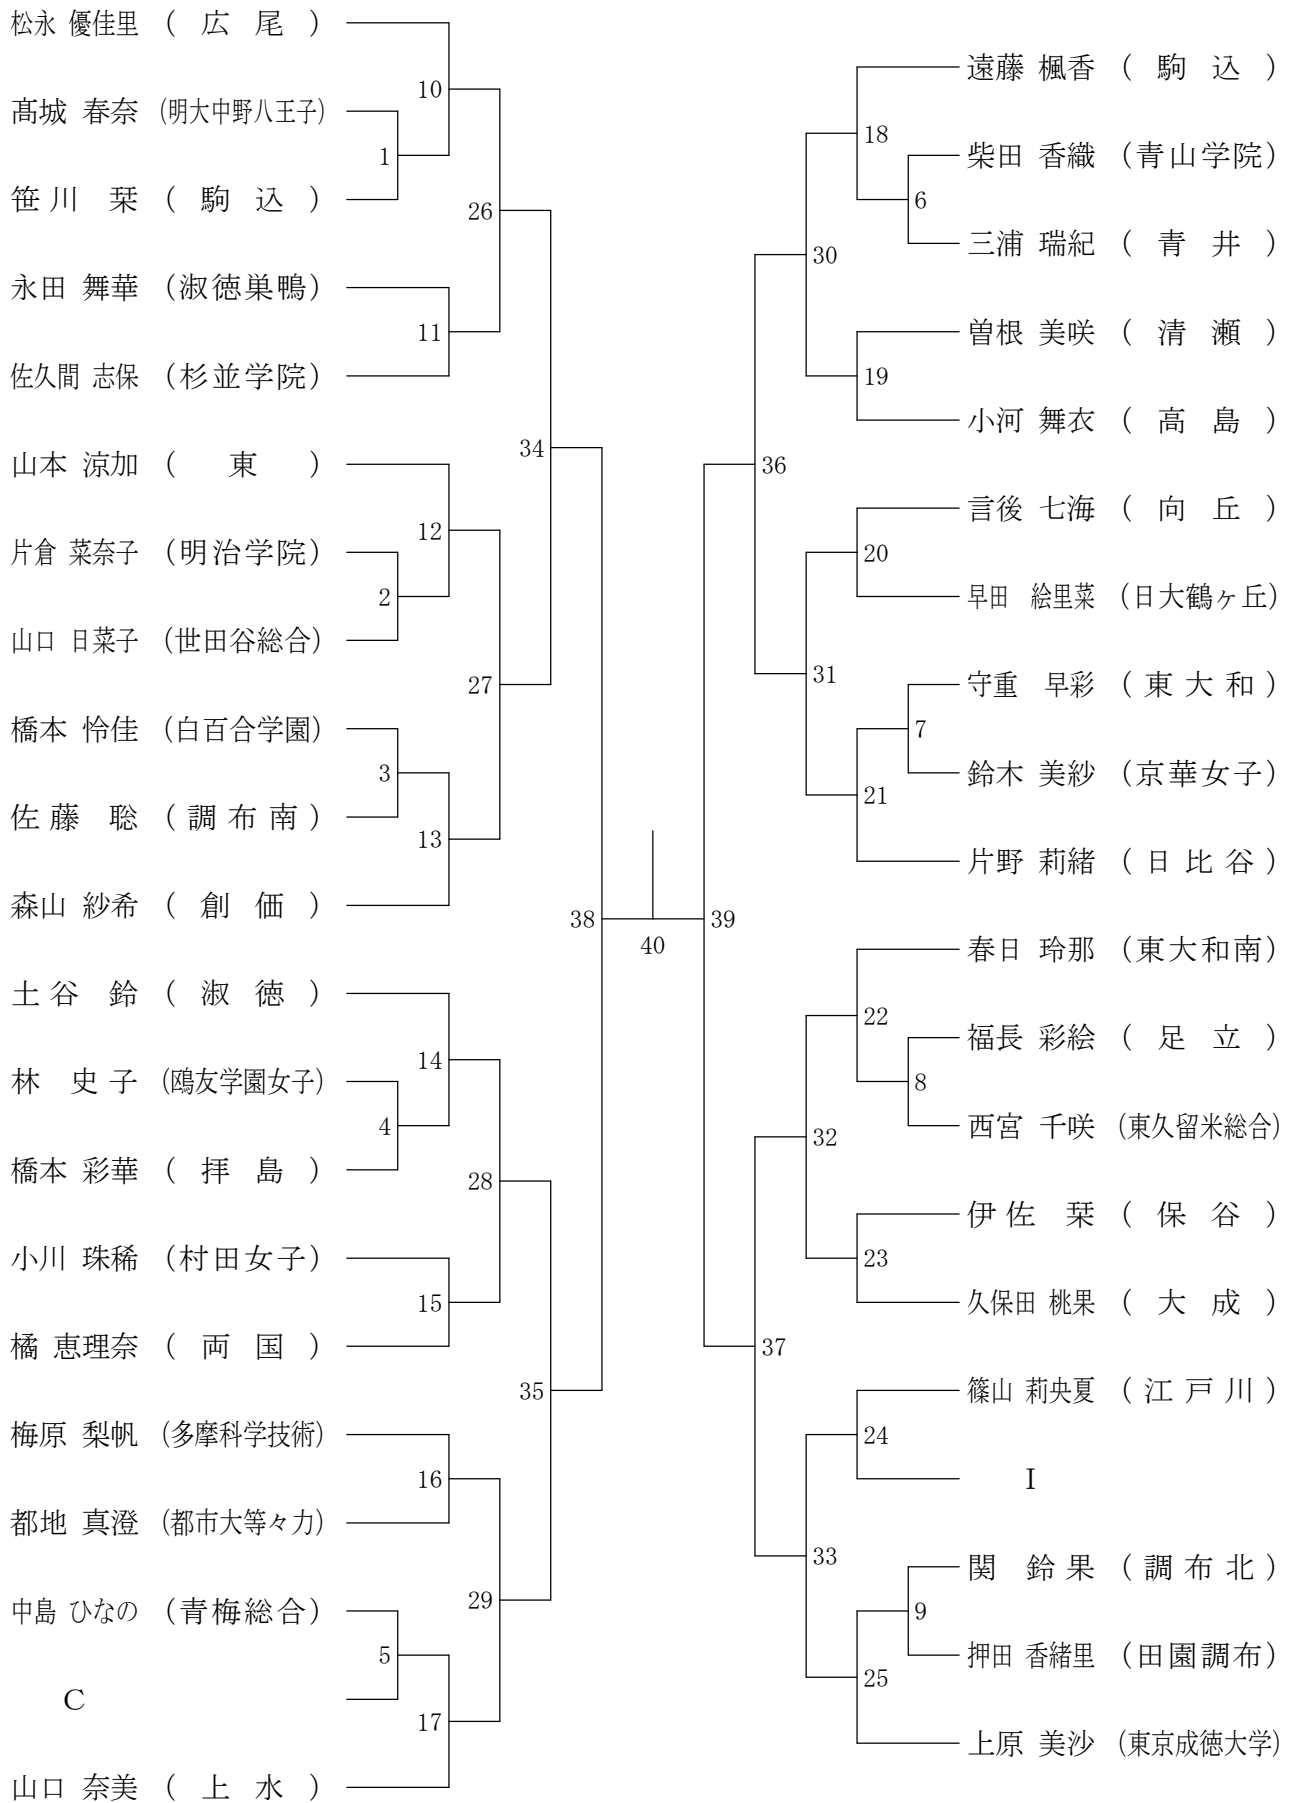 松永 優佳里 ( 広 尾 )
10
髙城 春奈 (明大中野八王子)
1
笹川 栞 ( 駒 込 )
26
永田 舞華 (淑徳巣鴨)
11
佐久間 志保 (杉並学院)
34
山本 涼加 ( 東 )
12
片倉 菜奈子 (明治学院)
2
山口 日菜子 (世田谷総合)
27
橋本 怜佳 (白百合学園)
3
佐藤 聡 (調布南)
13
森山 紗希 ( 創 価 )
38
土谷 鈴 ( 淑 徳 )
14
林 史子 (鴎友学園女子)
4
橋本 彩華 ( 拝 島 )
28
小川 珠稀 (村田女子)
15
橘 恵理奈 ( 両 国 )
35
梅原 梨帆 (多摩科学技術)
16
都地 真澄 (都市大等々力)
29
中島 ひなの (青梅総合)
5
C
17
山口 奈美 ( 上 水 )
40
遠藤 楓香 ( 駒 込 )
18
柴田 香織 (青山学院)
6
三浦 瑞紀 ( 青 井 )
30
曽根 美咲 ( 清 瀬 )
19
小河 舞衣 ( 高 島 )
36
言後 七海 ( 向 丘 )
20
早田 絵里菜 (日大鶴ヶ丘)
31
守重 早彩 (東大和)
7
鈴木 美紗 (京華女子)
21
片野 莉緒 (日比谷)
39
春日 玲那 (東大和南)
22
福長 彩絵 ( 足 立 )
8
西宮 千咲 (東久留米総合)
32
伊佐 栞 ( 保 谷 )
23
久保田 桃果 ( 大 成 )
37
篠山 莉央夏 (江戸川)
24
I
33
関 鈴果 (調布北)
9
押田 香緒里 (田園調布)
25
上原 美沙 (東京成徳大学)